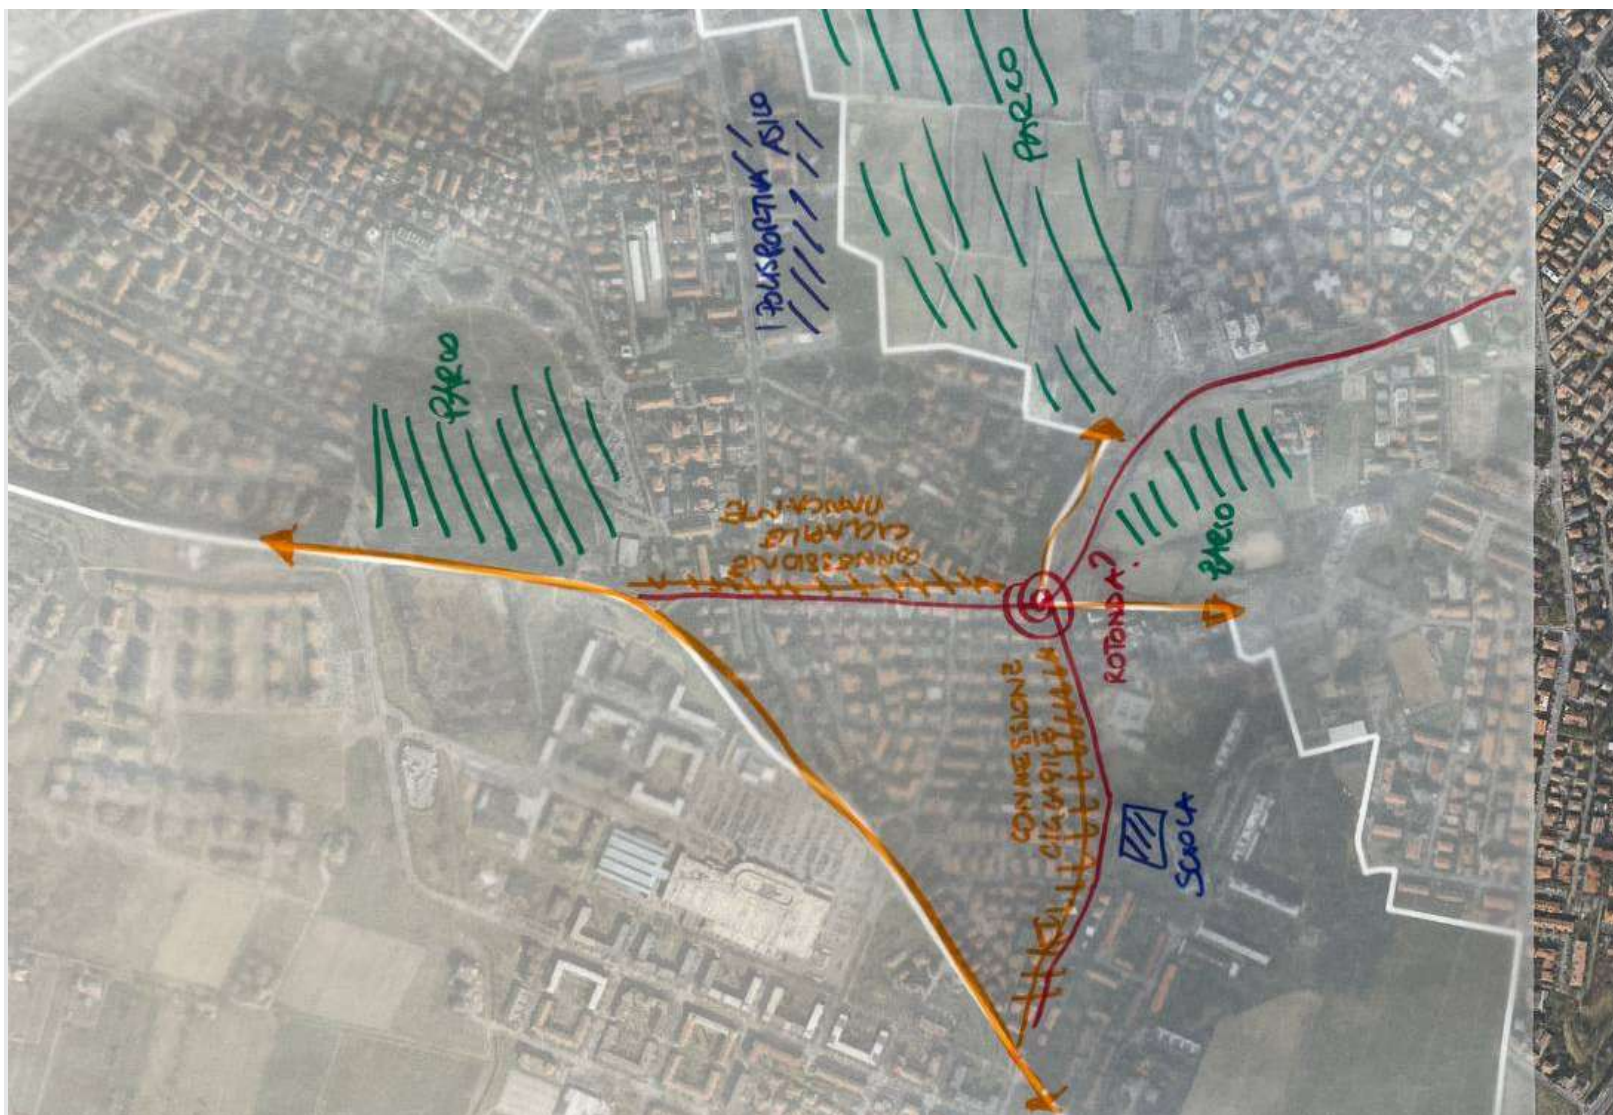 PARCO
POLISPORTIVA
ASILO
PARCO
CONNESSIONE
CICLABILE
MANCANTE
PARCO
ROTONDA?
CONNESSIONE
CICLABILE
SCUOLA